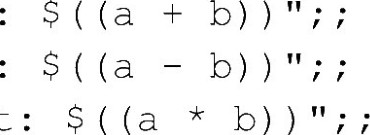 : $((a + b))";;
: $((a - b))";;
t: $((a * b))";;